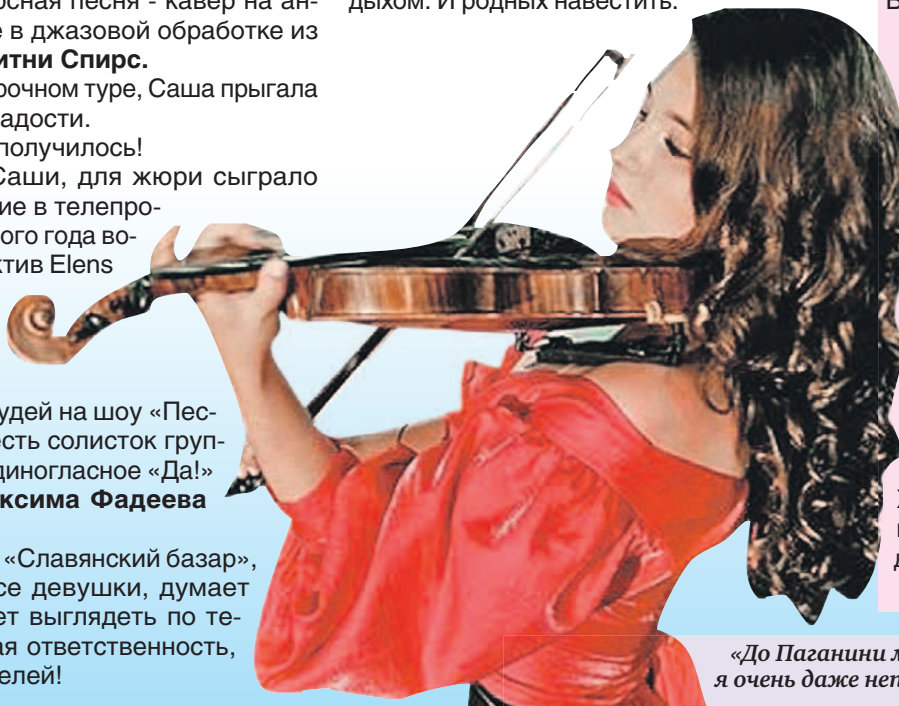 осная песня - кавер на ан-
е в джазовой обработке из
итни Спирс.
рочном туре, Саша прыгала
адости.
получилось!
Саши, для жюри сыграло
ие в телепро-
ого года во-
ктив Elens
удей на шоу «Пес-
есть солисток груп-
диногласное «Да!»
ксима Фадеева
«Славянский базар»,
се девушки, думает
ет выглядеть по те-
ая ответственность,
елей!
дыхом. И родных навестить.
«До Паганини м
я очень даже неп